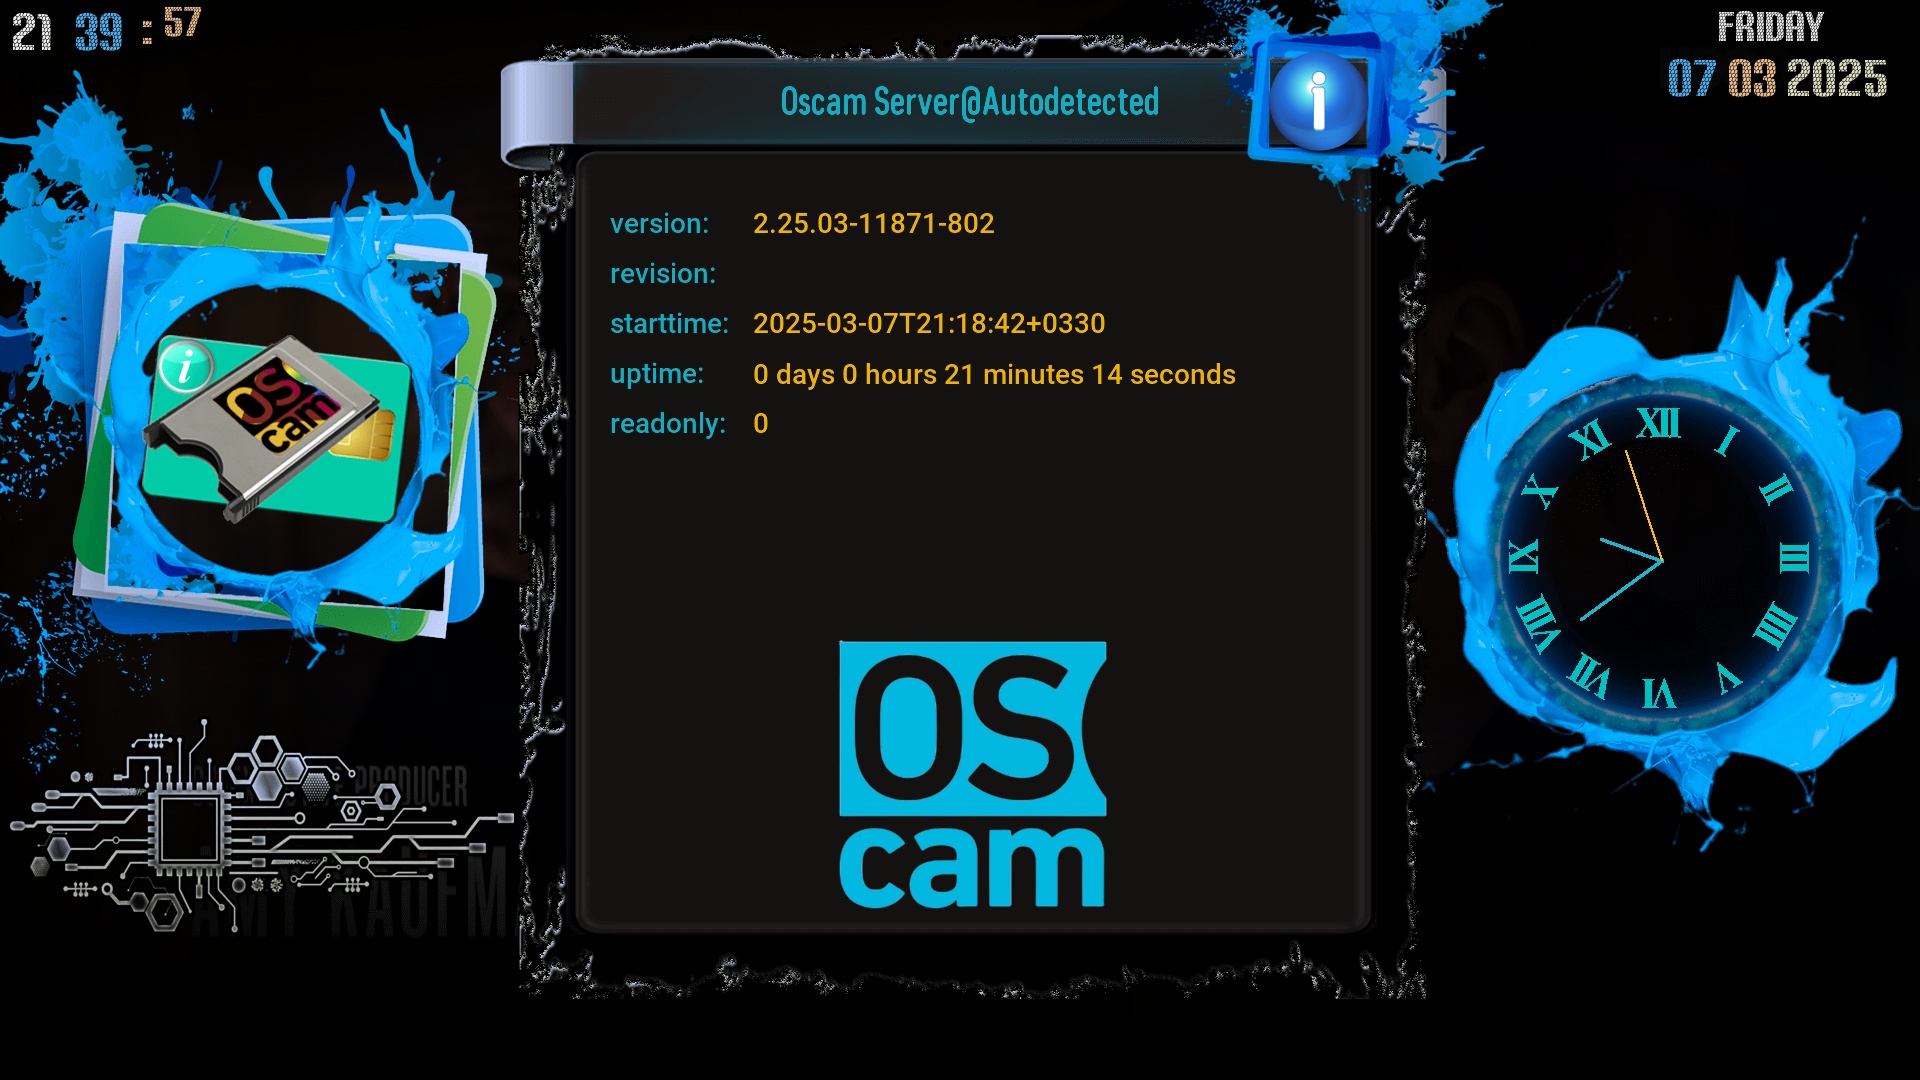 21 39 : 57
FRIDAY
07 03 2025
Oscam Server@Autodetected
version: 2.25.03-11871-802
revision:
starttime: 2025-03-07T21:18:42+0330
uptime: 0 days 0 hours 21 minutes 14 seconds
readonly: 0
i
OS
cam
XII
I
II
III
IIII
V
VI
VII
VIII
IX
X
XI
PRODUCER
AMY KAUFM
OS
cam